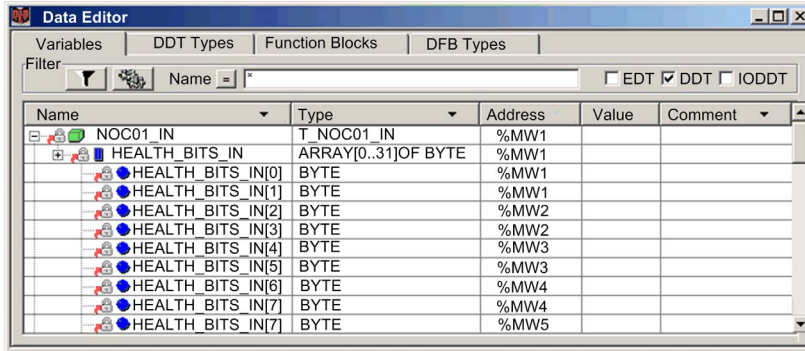 Data Editor
Variables DDT Types Function Blocks DFB Types
Filter
Name = * EDT DDT IODDT
Name Type Address Value Comment
NOC01_IN T_NOC01_IN %MW1
HEALTH_BITS_IN ARRAY[0..31]OF BYTE %MW1
HEALTH_BITS_IN[0] BYTE %MW1
HEALTH_BITS_IN[1] BYTE %MW1
HEALTH_BITS_IN[2] BYTE %MW2
HEALTH_BITS_IN[3] BYTE %MW2
HEALTH_BITS_IN[4] BYTE %MW3
HEALTH_BITS_IN[5] BYTE %MW3
HEALTH_BITS_IN[6] BYTE %MW4
HEALTH_BITS_IN[7] BYTE %MW4
HEALTH_BITS_IN[7] BYTE %MW5